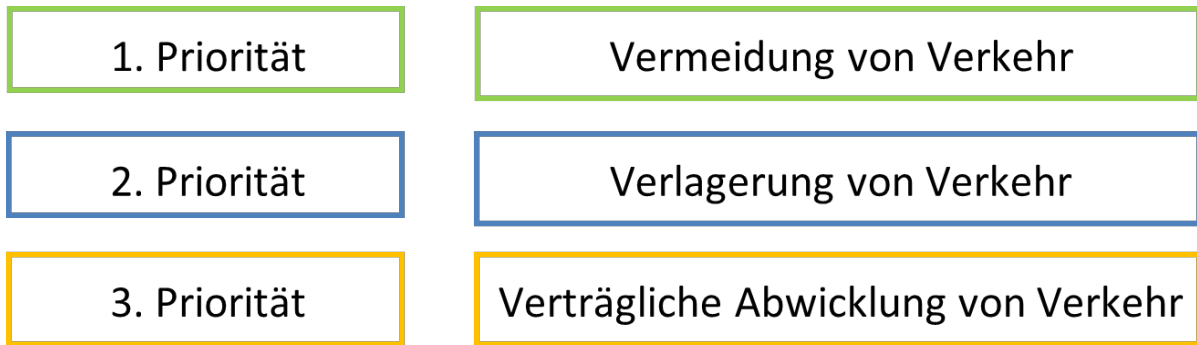 1. Priorität
Vermeidung von Verkehr
2. Priorität
Verlagerung von Verkehr
3. Priorität
Verträgliche Abwicklung von Verkehr